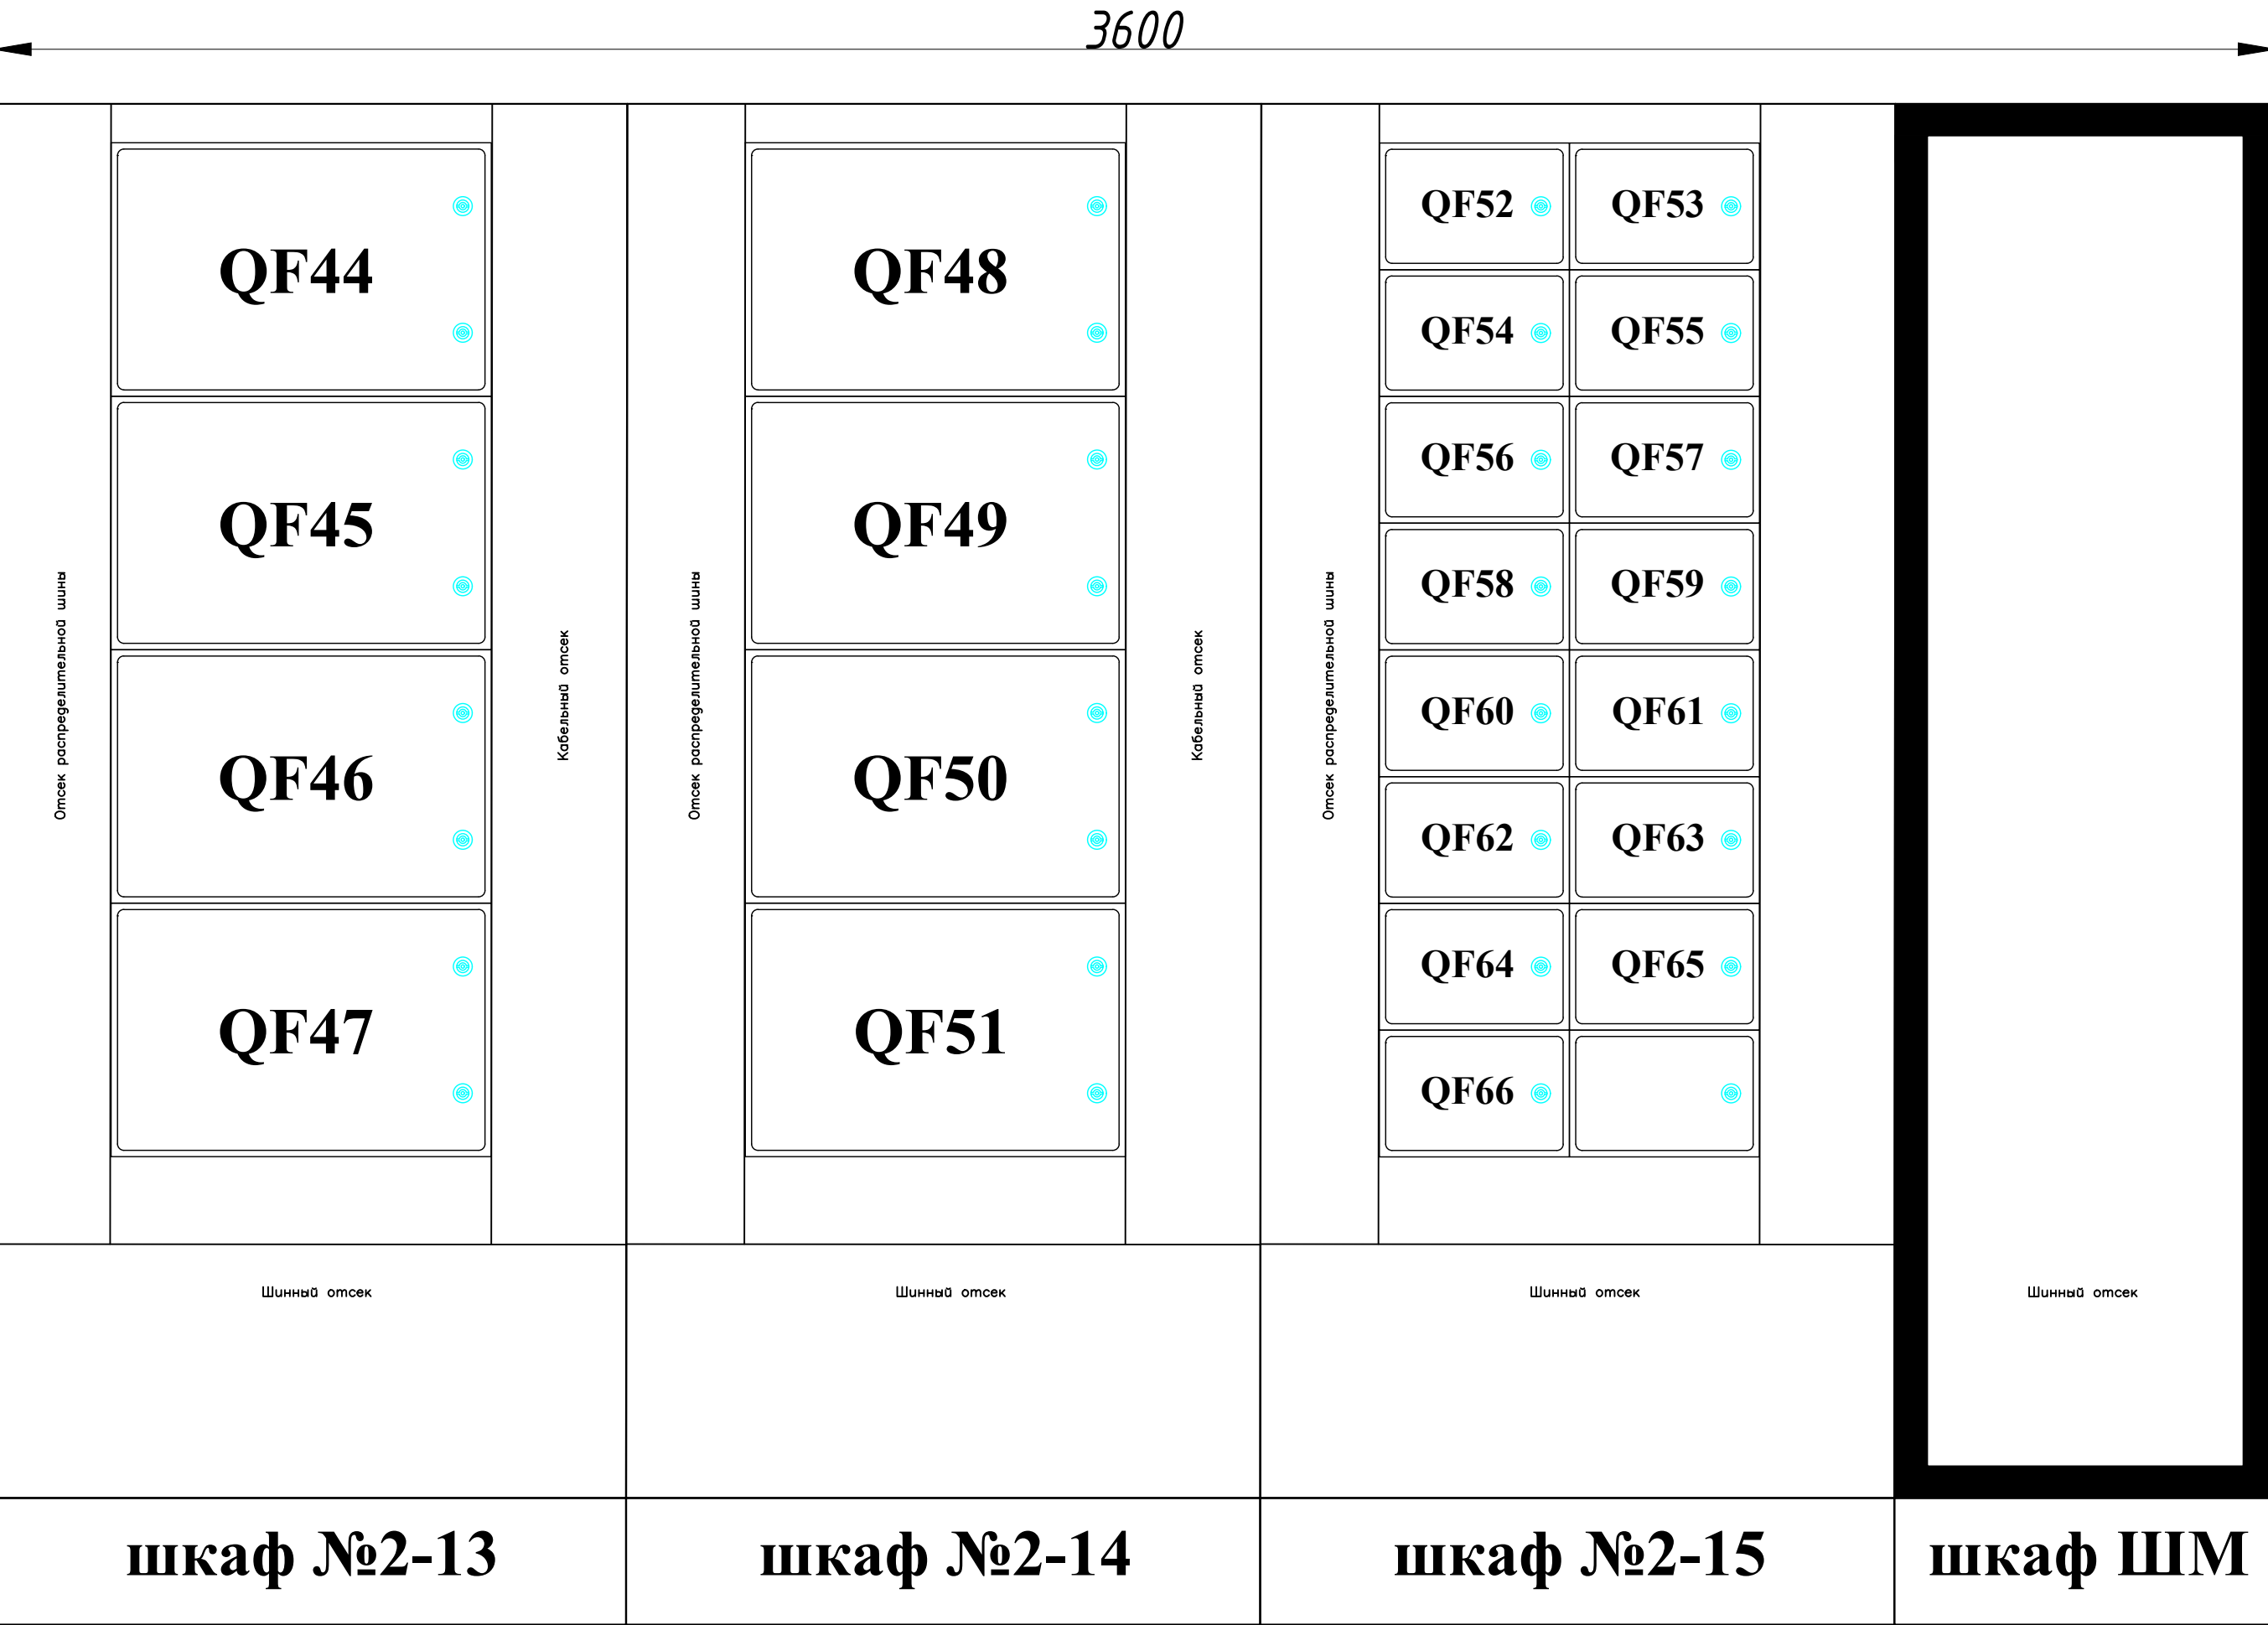 3600
QF44
QF45
QF46
QF47
Отсек распределительной шины
Кабельный отсек
Шинный отсек
шкаф №2-13
QF48
QF49
QF50
QF51
Отсек распределительной шины
Кабельный отсек
Шинный отсек
шкаф №2-14
QF52 QF53
QF54 QF55
QF56 QF57
QF58 QF59
QF60 QF61
QF62 QF63
QF64 QF65
QF66
Отсек распределительной шины
Шинный отсек
шкаф №2-15
Шинный отсек
шкаф ШМ